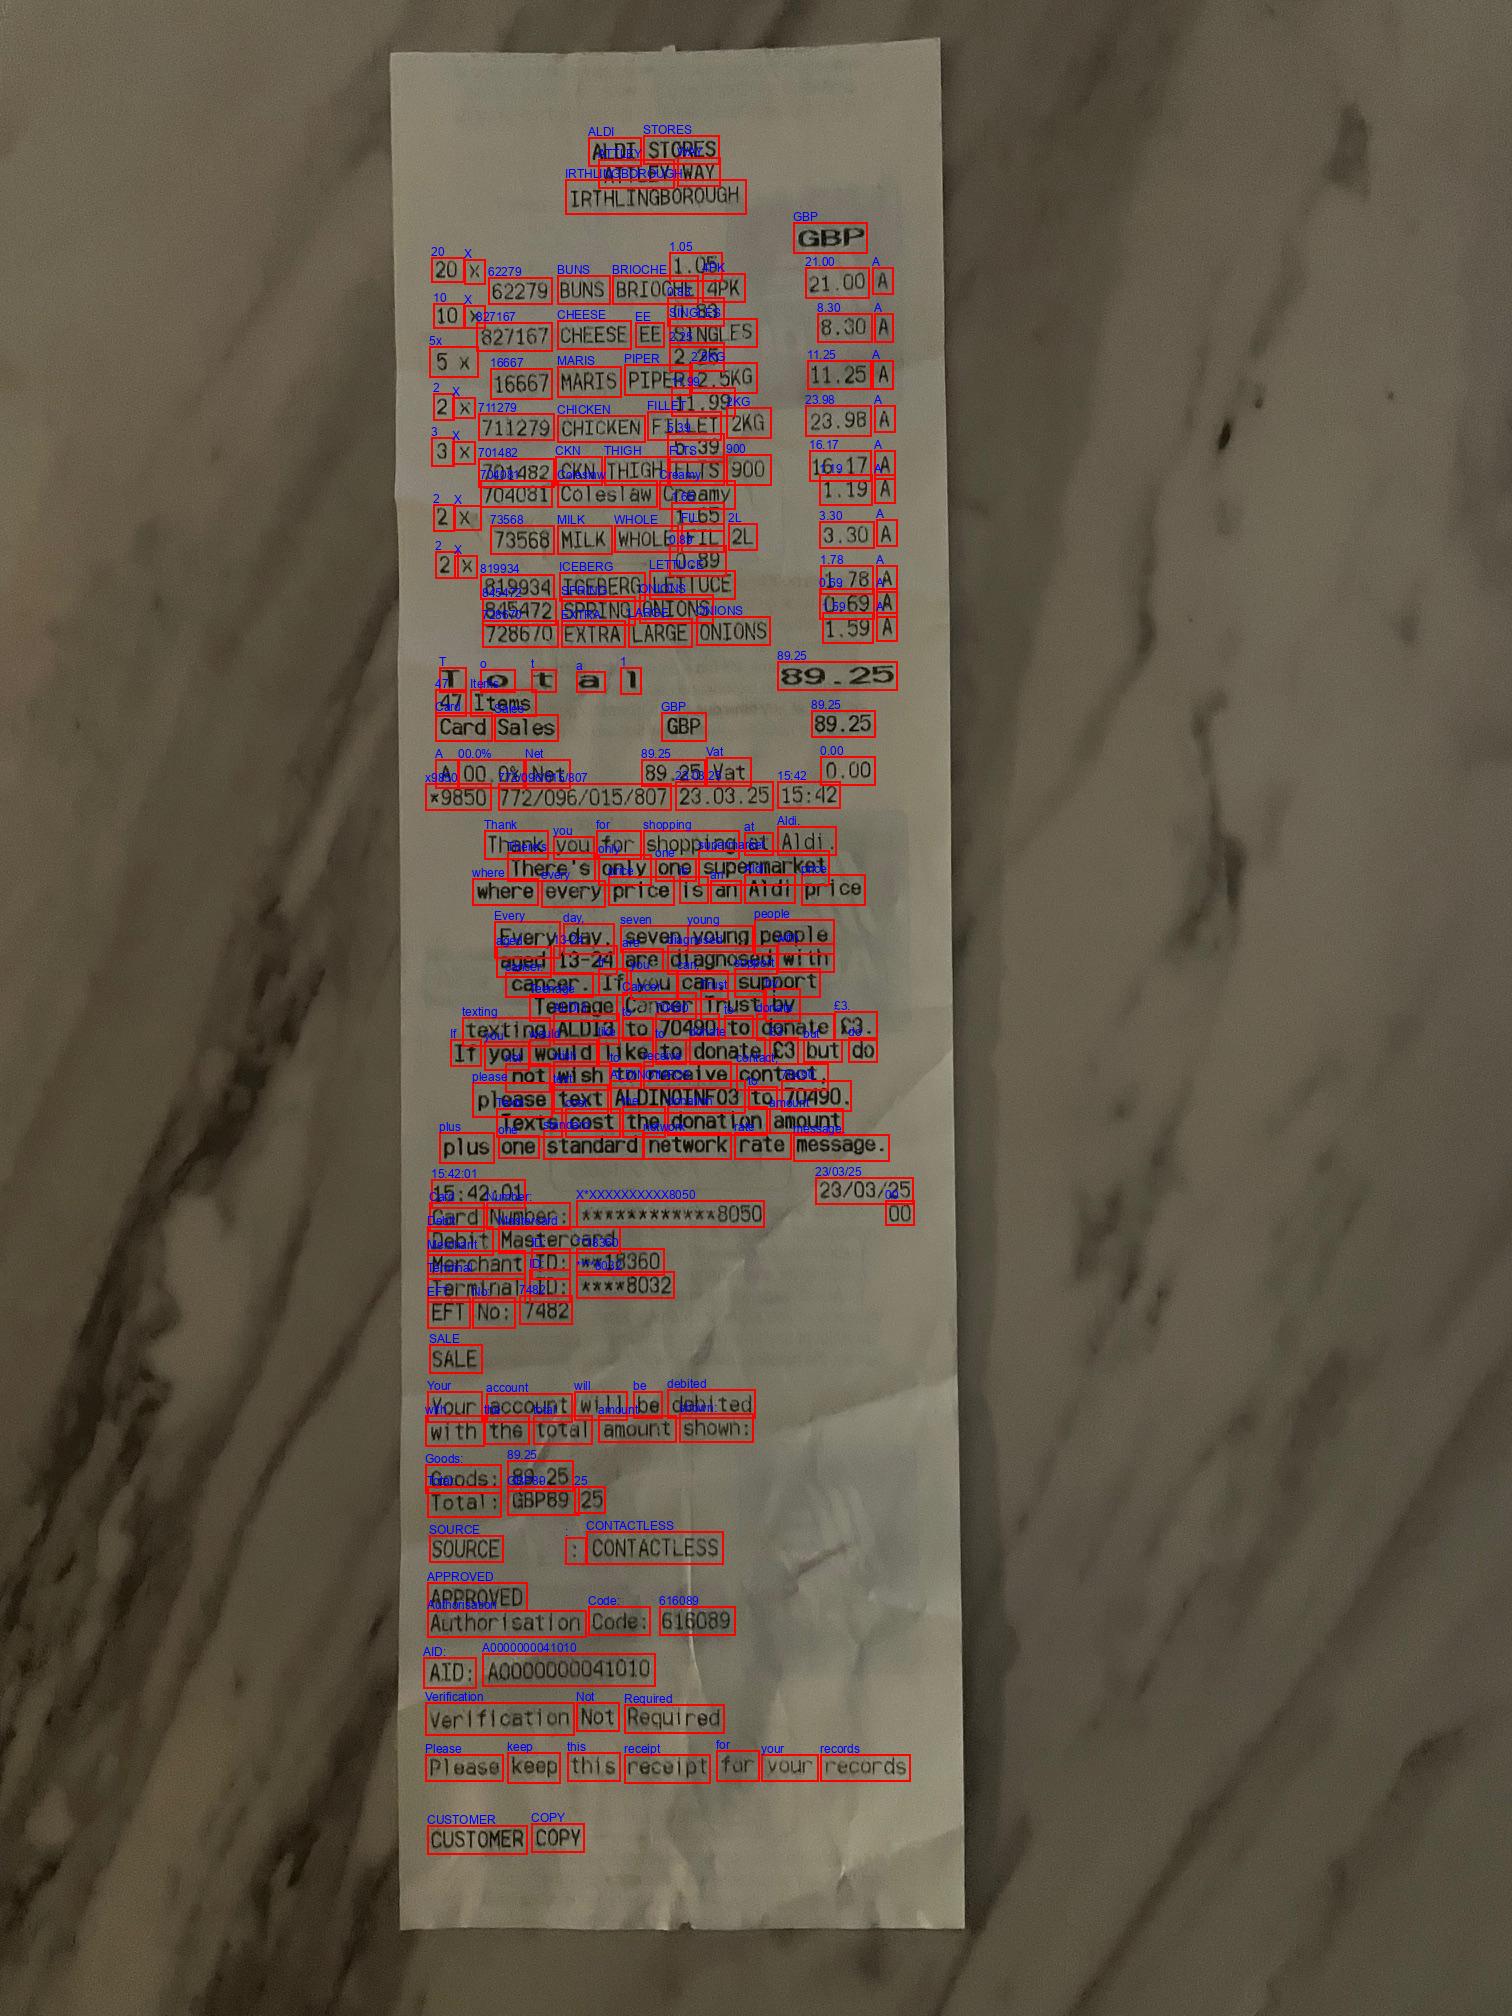 ALDI STORES
ATTLEY WAY
IRTHLINGBOROUGH
GBP
20 x 1.05
62279 BUNS BRIOCHE 4PK 21.00 A
10 x 0.83
827167 CHEESE EE SINGLES 8.30 A
5 x 2.25
16667 MARIS PIPER 2.5KG 11.25 A
2 x 11.99
711279 CHICKEN FILLET 2KG 23.98 A
3 x 5.39
701482 CKN THIGH FLTS 900 16.17 A
704081 Coleslaw Creamy 1.19 A
2 x 1.65
73568 MILK WHOLE FIL 2L 3.30 A
2 x 0.89
819934 ICEBERG LETTUCE 1.78 A
845472 SPRING ONIONS 0.69 A
728670 EXTRA LARGE ONIONS 1.59 A
Total 89.25
47 Items
Card Sales GBP 89.25
A 00.0% Net 89.25 Vat 0.00
*9850 772/096/015/807 23.03.25 15:42
Thank you for shopping at Aldi.
There's only one supermarket
where every price is an Aldi price
Every day, seven young people
aged 13-24 are diagnosed with
cancer. If you can, support
Teenage Cancer Trust by
texting ALDI3 to 70490 to donate £3.
If you would like to donate £3 but do
not wish to receive contact,
please text ALDINOINFO3 to 70490.
Texts cost the donation amount
plus one standard network rate message.
15:42:01 23/03/25
Card Number: ************8050 00
Debit Mastercard
Merchant ID: **18360
Terminal ID: ****8032
EFT No: 7482
SALE
Your account will be debited
with the total amount shown:
Goods: 89.25
Total: GBP89.25
SOURCE : CONTACTLESS
APPROVED
Authorisation Code: 616089
AID: A0000000041010
Verification Not Required
Please keep this receipt for your records
CUSTOMER COPY